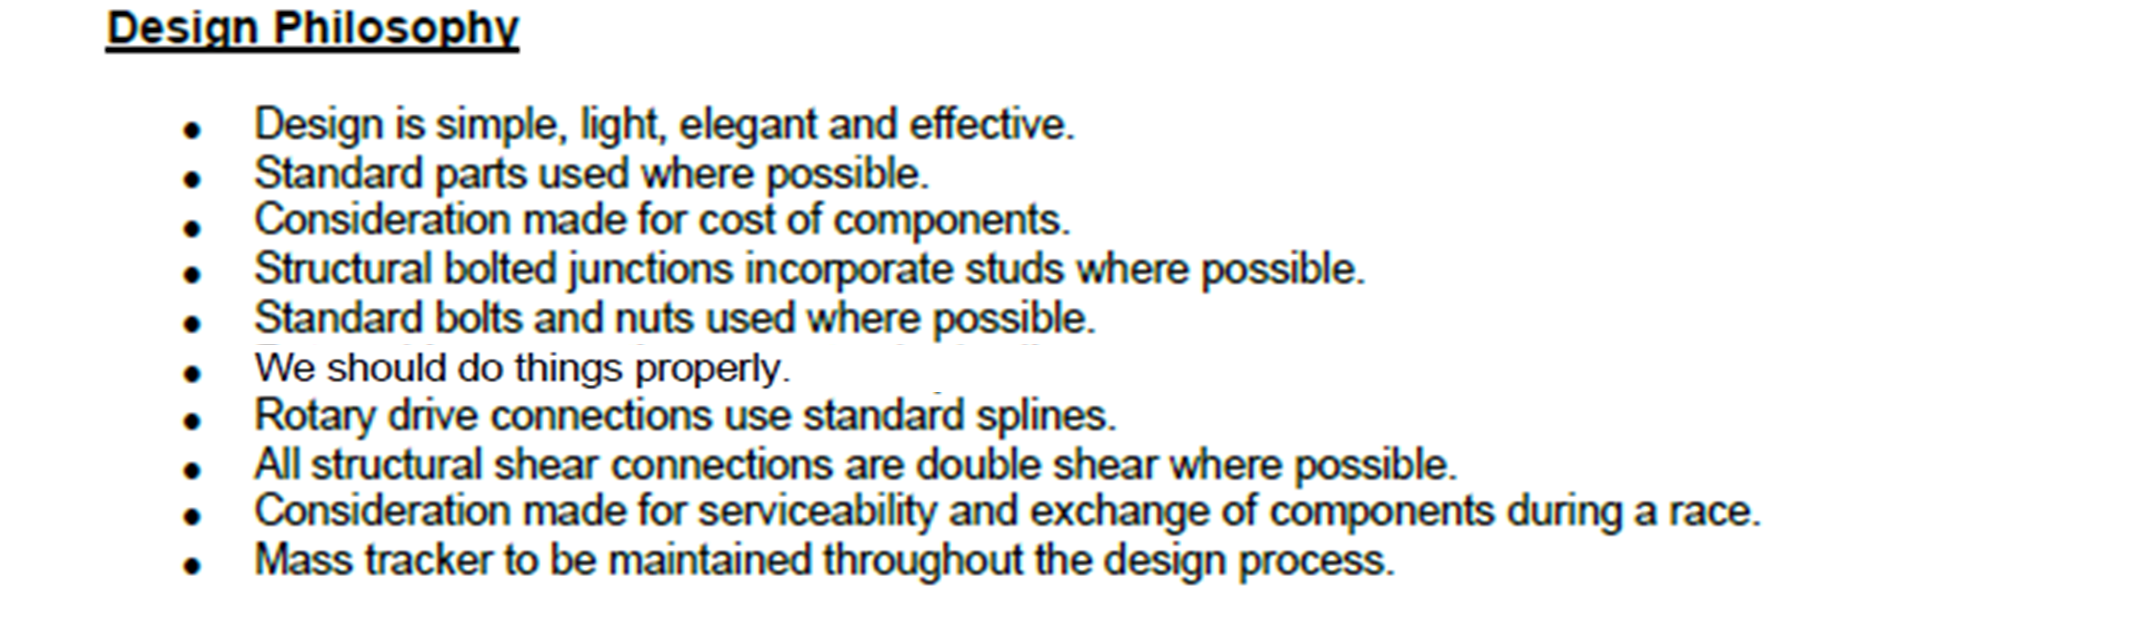 Design Philosophy
• Design is simple, light, elegant and effective.
• Standard parts used where possible.
• Consideration made for cost of components.
• Structural bolted junctions incorporate studs where possible.
• Standard bolts and nuts used where possible.
• We should do things properly.
• Rotary drive connections use standard splines.
• All structural shear connections are double shear where possible.
• Consideration made for serviceability and exchange of components during a race.
• Mass tracker to be maintained throughout the design process.